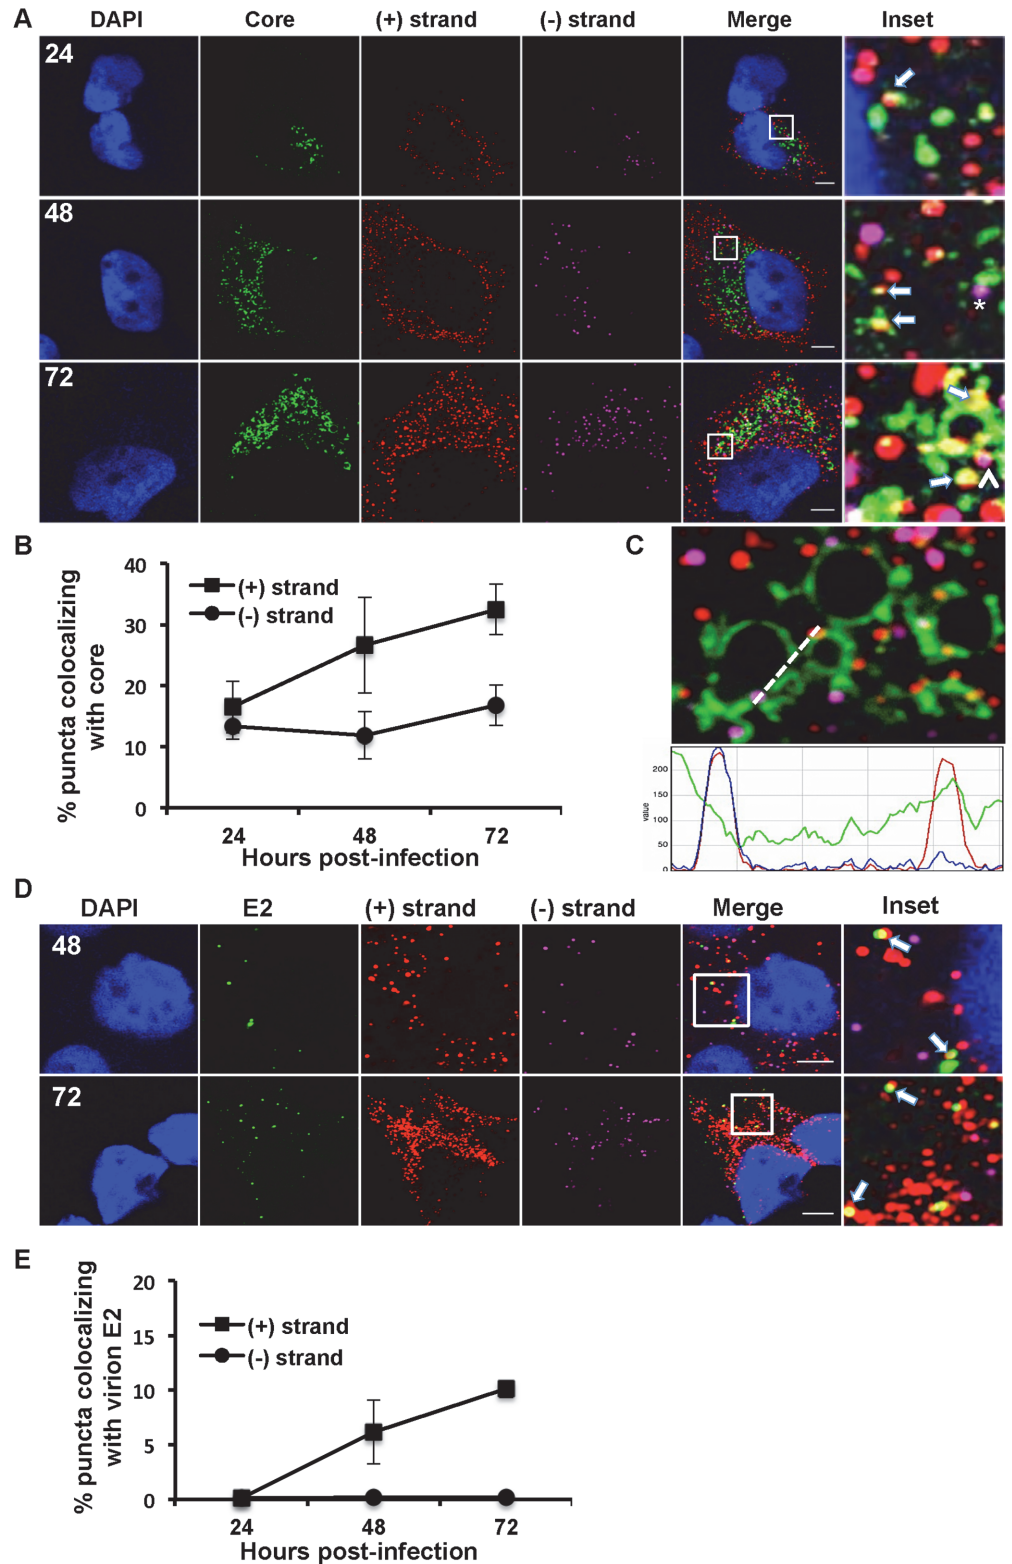 A DAPI Core (+) strand (-) strand Merge Inset
24
48
*
72
B
C
40
30
20
10
0
(+) strand
(-) strand
% puncta colocalizing
with core
24 48 72
Hours post-infection
200
150
100
50
0
value
D
DAPI E2 (+) strand (-) strand Merge Inset
48
72
E
20
15
10
5
0
(+) strand
(-) strand
% puncta colocalizing
with virion E2
24 48 72
Hours post-infection